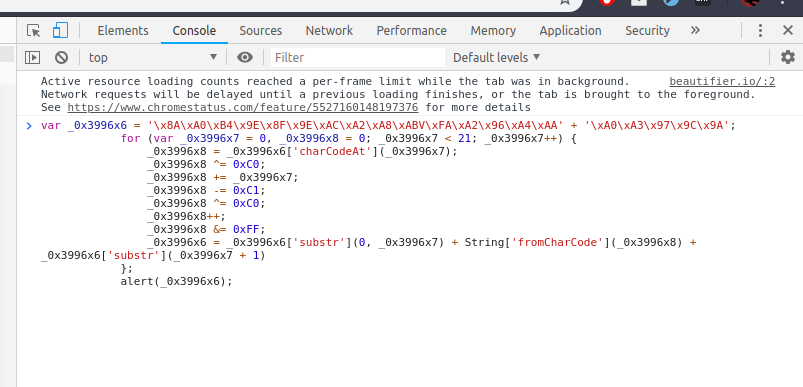 Elements Console Sources Network Performance Memory Application Security »
top ▼ Filter Default levels ▼
Active resource loading counts reached a per-frame limit while the tab was in background. beautifier.io/:2
Network requests will be delayed until a previous loading finishes, or the tab is brought to the foreground.
See https://www.chromestatus.com/feature/5527160148197376 for more details
> var _0x3996x6 = '\x8A\xA0\xB4\x9E\x8F\x9E\xAC\xA2\xA8\xABV\xFA\xA2\x96\xA4\xAA' + '\xA0\xA3\x97\x9C\x9A';
for (var _0x3996x7 = 0, _0x3996x8 = 0; _0x3996x7 < 21; _0x3996x7++) {
_0x3996x8 = _0x3996x6['charCodeAt'](_0x3996x7);
_0x3996x8 ^= 0xC0;
_0x3996x8 += _0x3996x7;
_0x3996x8 -= 0xC1;
_0x3996x8 ^= 0xC0;
_0x3996x8++;
_0x3996x8 &= 0xFF;
_0x3996x6 = _0x3996x6['substr'](0, _0x3996x7) + String['fromCharCode'](_0x3996x8) +
_0x3996x6['substr'](_0x3996x7 + 1)
};
alert(_0x3996x6);